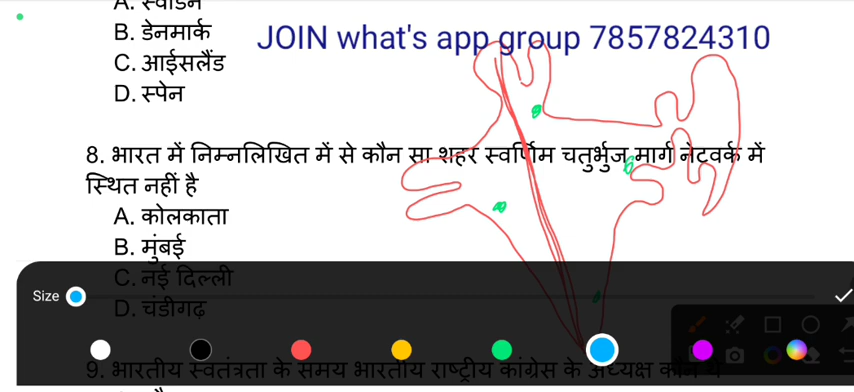 A. स्वीडन
B. डेनमार्क
JOIN what's app group 7857824310
C. आईसलैंड
D. स्पेन
8. भारत में निम्नलिखित में से कौन सा शहर स्वर्णिम चतुर्भुज मार्ग नेटवर्क में
स्थित नहीं है
A. कोलकाता
B. मुंबई
C. नई दिल्ली
Size
D. चंडीगढ़
9. भारतीय स्वतंत्रता के समय भारतीय राष्ट्रीय कांग्रेस के अध्यक्ष कौन थे